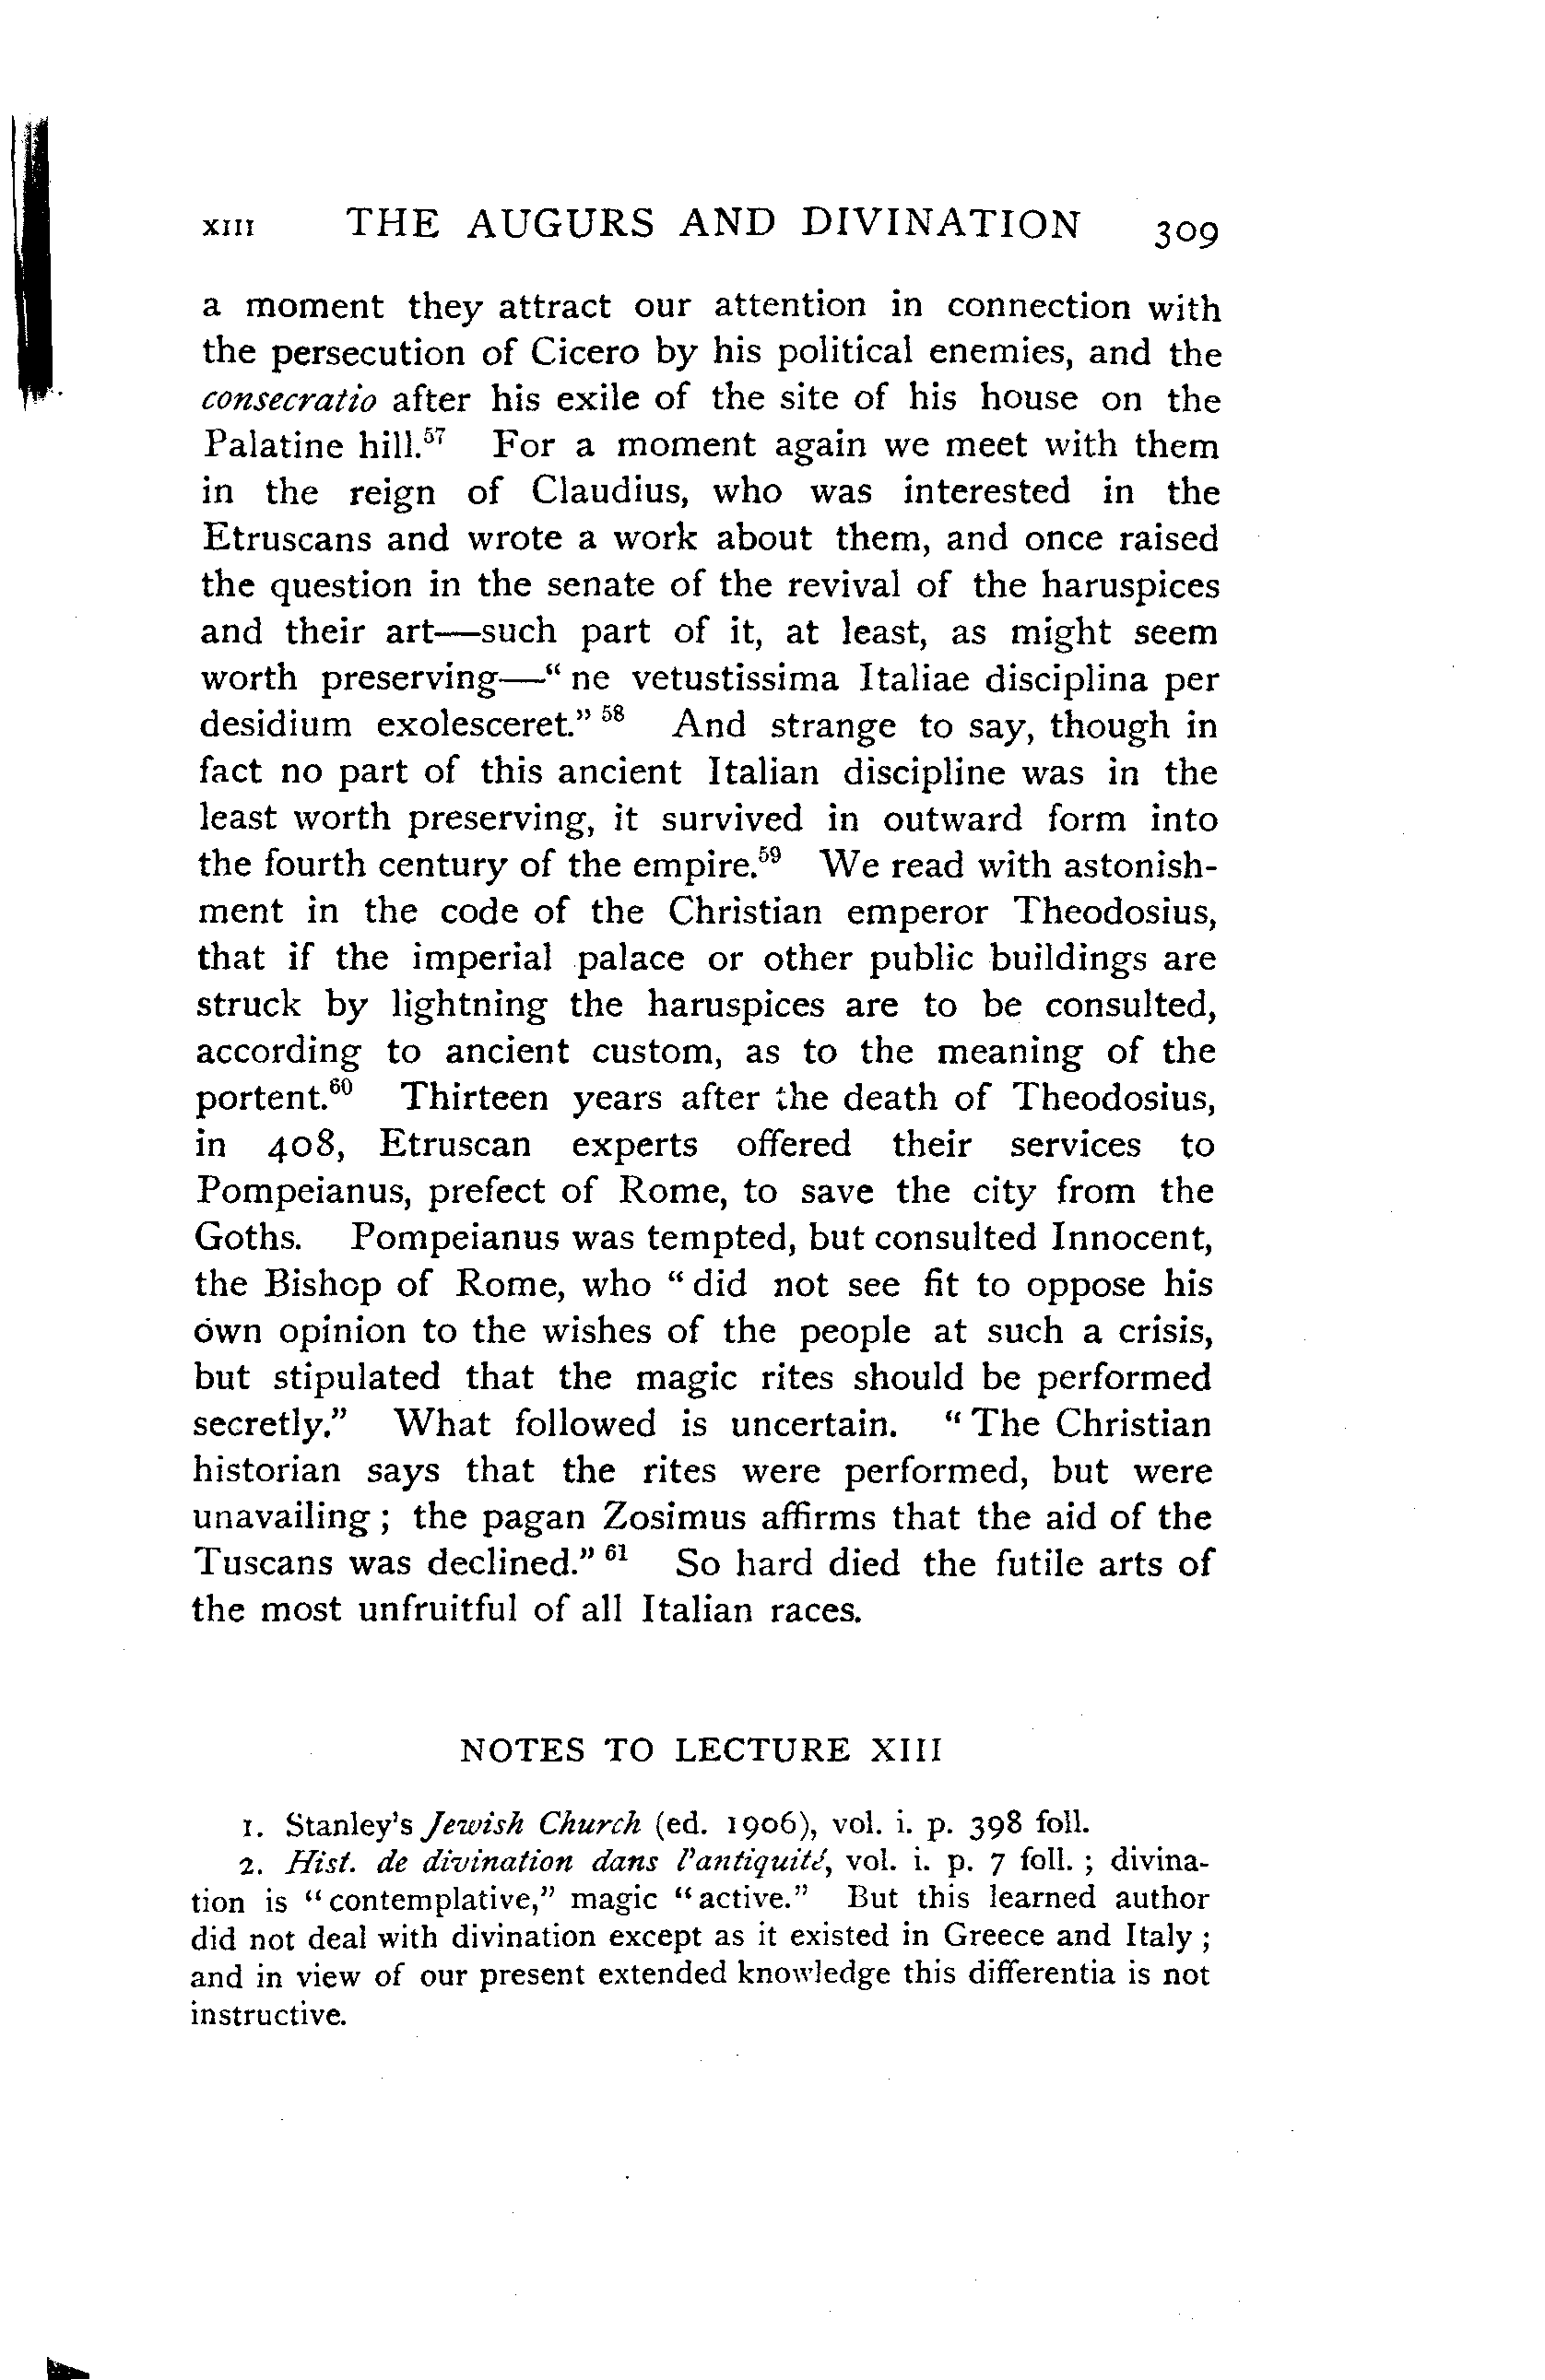 XIII THE AUGURS AND DIVINATION 309
a moment they attract our attention in connection with
the persecution of Cicero by his political enemies, and the
consecratio after his exile of the site of his house on the
Palatine hill.⁵⁷ For a moment again we meet with them
in the reign of Claudius, who was interested in the
Etruscans and wrote a work about them, and once raised
the question in the senate of the revival of the haruspices
and their art—such part of it, at least, as might seem
worth preserving—“ ne vetustissima Italiae disciplina per
desidium exolesceret.” ⁵⁸ And strange to say, though in
fact no part of this ancient Italian discipline was in the
least worth preserving, it survived in outward form into
the fourth century of the empire.⁵⁹ We read with astonish-
ment in the code of the Christian emperor Theodosius,
that if the imperial palace or other public buildings are
struck by lightning the haruspices are to be consulted,
according to ancient custom, as to the meaning of the
portent.⁶⁰ Thirteen years after the death of Theodosius,
in 408, Etruscan experts offered their services to
Pompeianus, prefect of Rome, to save the city from the
Goths. Pompeianus was tempted, but consulted Innocent,
the Bishop of Rome, who “ did not see fit to oppose his
own opinion to the wishes of the people at such a crisis,
but stipulated that the magic rites should be performed
secretly.” What followed is uncertain. “ The Christian
historian says that the rites were performed, but were
unavailing ; the pagan Zosimus affirms that the aid of the
Tuscans was declined.” ⁶¹ So hard died the futile arts of
the most unfruitful of all Italian races.
NOTES TO LECTURE XIII
1. Stanley's Jewish Church (ed. 1906), vol. i. p. 398 foll.
2. Hist. de divination dans l'antiquité, vol. i. p. 7 foll. ; divina-
tion is “contemplative,” magic “active.” But this learned author
did not deal with divination except as it existed in Greece and Italy ;
and in view of our present extended knowledge this differentia is not
instructive.